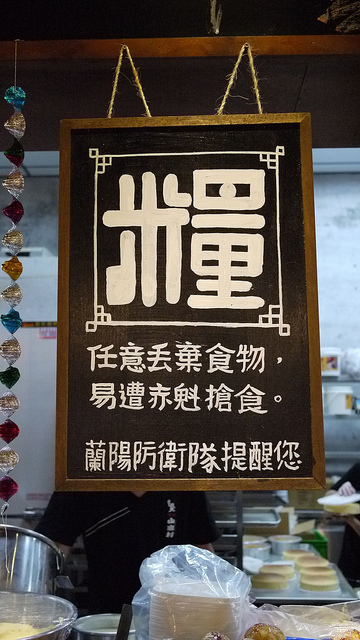 糧
任意丟棄食物，
易遭赤魁搶食。
蘭陽防衛隊提醒您